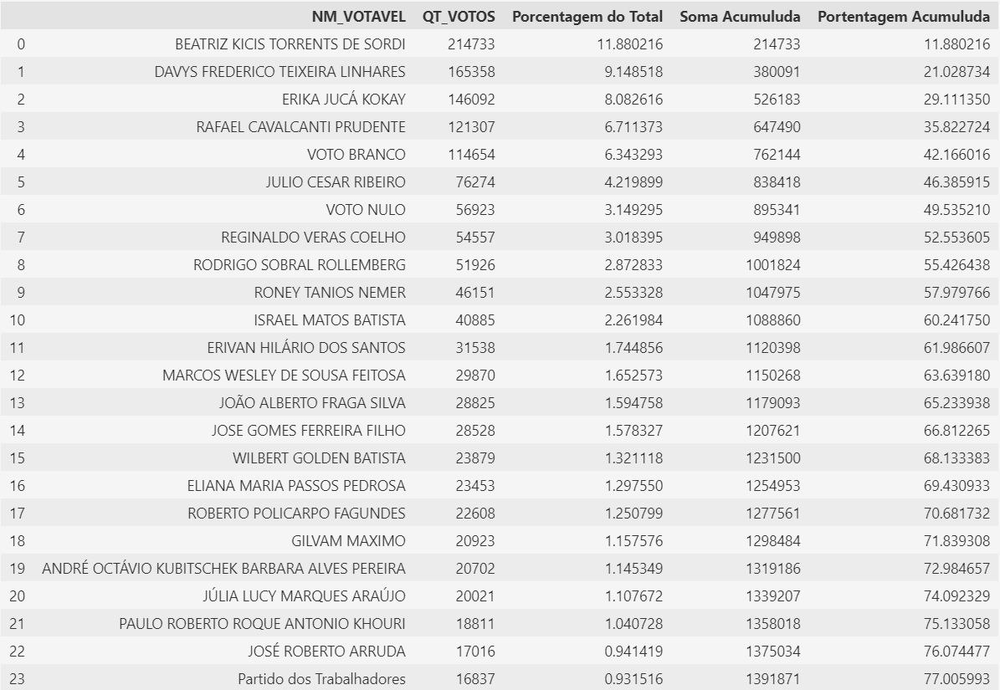 NM_VOTAVEL QT_VOTOS Porcentagem do Total Soma Acumuluda Portentagem Acumuluda
0 BEATRIZ KICIS TORRENTS DE SORDI 214733 11.880216 214733 11.880216
1 DAVYS FREDERICO TEIXEIRA LINHARES 165358 9.148518 380091 21.028734
2 ERIKA JUCÁ KOKAY 146092 8.082616 526183 29.111350
3 RAFAEL CAVALCANTI PRUDENTE 121307 6.711373 647490 35.822724
4 VOTO BRANCO 114654 6.343293 762144 42.166016
5 JULIO CESAR RIBEIRO 76274 4.219899 838418 46.385915
6 VOTO NULO 56923 3.149295 895341 49.535210
7 REGINALDO VERAS COELHO 54557 3.018395 949898 52.553605
8 RODRIGO SOBRAL ROLLEMBERG 51926 2.872833 1001824 55.426438
9 RONEY TANIOS NEMER 46151 2.553328 1047975 57.979766
10 ISRAEL MATOS BATISTA 40885 2.261984 1088860 60.241750
11 ERIVAN HILÁRIO DOS SANTOS 31538 1.744856 1120398 61.986607
12 MARCOS WESLEY DE SOUSA FEITOSA 29870 1.652573 1150268 63.639180
13 JOÃO ALBERTO FRAGA SILVA 28825 1.594758 1179093 65.233938
14 JOSE GOMES FERREIRA FILHO 28528 1.578327 1207621 66.812265
15 WILBERT GOLDEN BATISTA 23879 1.321118 1231500 68.133383
16 ELIANA MARIA PASSOS PEDROSA 23453 1.297550 1254953 69.430933
17 ROBERTO POLICARPO FAGUNDES 22608 1.250799 1277561 70.681732
18 GILVAM MAXIMO 20923 1.157576 1298484 71.839308
19 ANDRÉ OCTÁVIO KUBITSCHEK BARBARA ALVES PEREIRA 20702 1.145349 1319186 72.984657
20 JÚLIA LUCY MARQUES ARAÚJO 20021 1.107672 1339207 74.092329
21 PAULO ROBERTO ROQUE ANTONIO KHOURI 18811 1.040728 1358018 75.133058
22 JOSÉ ROBERTO ARRUDA 17016 0.941419 1375034 76.074477
23 Partido dos Trabalhadores 16837 0.931516 1391871 77.005993